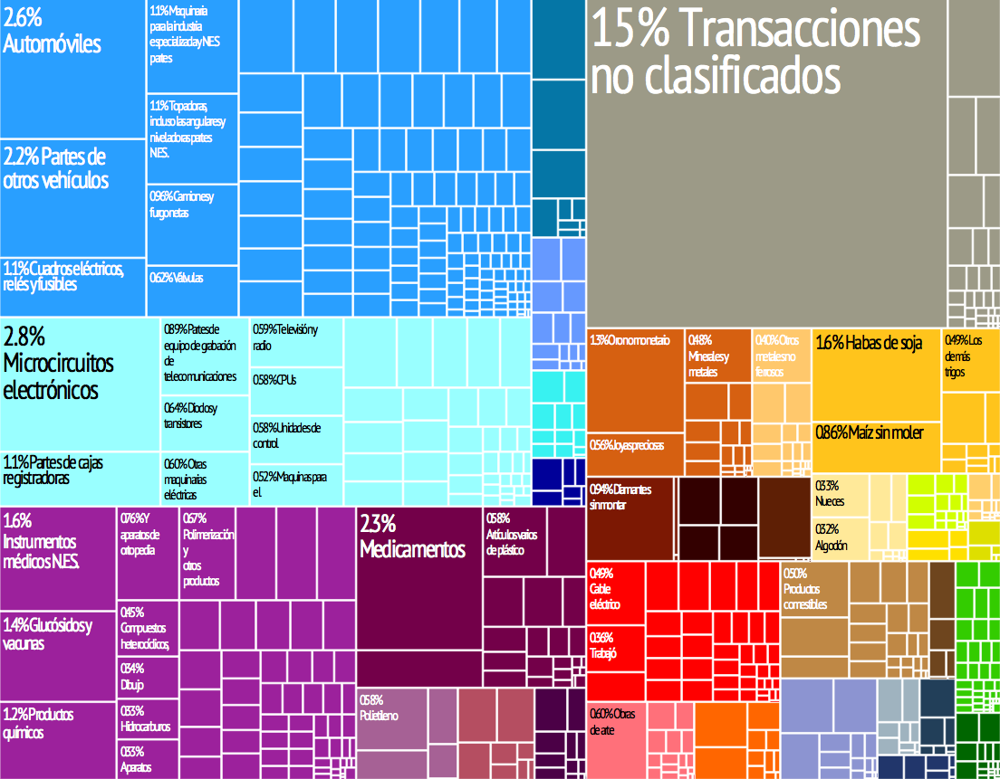 2.6%
Automóviles
2.2% Partes de
otros vehículos
1.1% Cuadros eléctricos,
relés y fusibles
1.1% Maquinaria
para la industria
especializada y NES
partes
1.1% Topadoras,
incluso las angulares y
niveladoras partes
N.E.S.
0.96% Camiones y
furgonetas
0.62% Válvulas
2.8%
Microcircuitos
electrónicos
1.1% Partes de cajas
registradoras
0.89% Partes de
equipo de grabación
de
telecomunicaciones
0.64% Diodos y
transistores
0.60% Otras
maquinarias
eléctricas
0.59% Televisión y
radio
0.58% CPUs
0.58% Unidades de
control
0.52% Maquinas para
el
1.6%
Instrumentos
médicos N.E.S.
1.4% Glucósidos y
vacunas
1.2% Productos
químicos
0.76% Y
aparatos de
ortopedia
0.67%
Polimerización
y
otros
productos
0.45%
Compuestos
heterocíclicos,
0.34%
Dibujo
0.33%
Hidrocarburos
0.33%
Aparatos
2.3%
Medicamentos
0.58%
Artículos varios
de plástico
0.58%
Polietileno
15% Transacciones
no clasificados
1.3% Oro no monetario
0.56% Joyas preciosas
0.48%
Minerales y
metales
0.40% Otros
metales no
ferrosos
1.6% Habas de soja
0.86% Maíz sin moler
0.49% Los
demás
trigos
0.94% Diamantes
sin montar
0.33%
Nueces
0.32%
Algodón
0.49%
Cable
eléctrico
0.36%
Trabajó
0.50%
Productos
comestibles
0.60% Obras
de arte